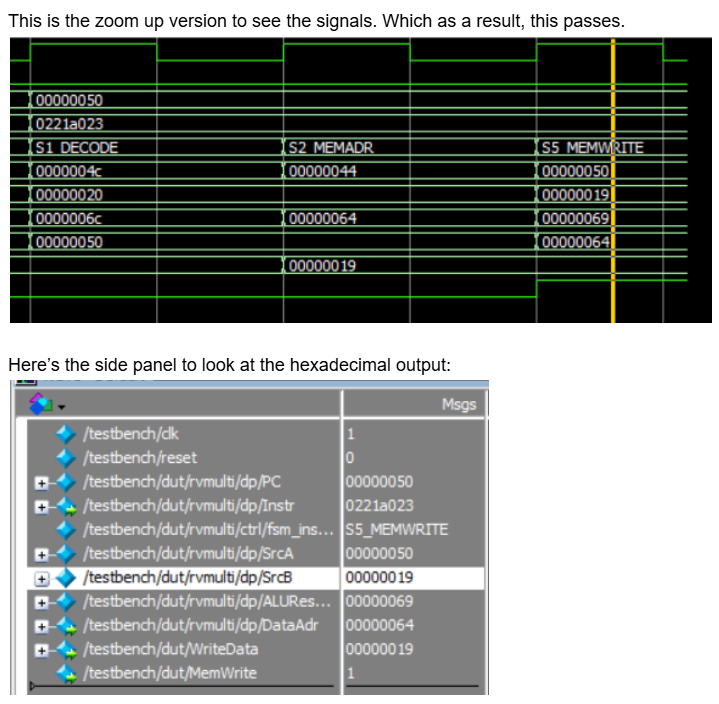 This is the zoom up version to see the signals. Which as a result, this passes.
00000050
0221a023
S1 DECODE S2 MEMADR S5 MEMWRITE
0000004c 00000044 00000050
00000020 00000019
0000006c 00000064 00000069
00000050 00000064
00000019
Here’s the side panel to look at the hexadecimal output:
Msgs
/testbench/clk 1
/testbench/reset 0
/testbench/dut/rvmulti/dp/PC 00000050
/testbench/dut/rvmulti/dp/Instr 0221a023
/testbench/dut/rvmulti/ctrl/fsm_ins... S5_MEMWRITE
/testbench/dut/rvmulti/dp/SrcA 00000050
/testbench/dut/rvmulti/dp/SrcB 00000019
/testbench/dut/rvmulti/dp/ALURes... 00000069
/testbench/dut/rvmulti/dp/DataAdr 00000064
/testbench/dut/WriteData 00000019
/testbench/dut/MemWrite 1